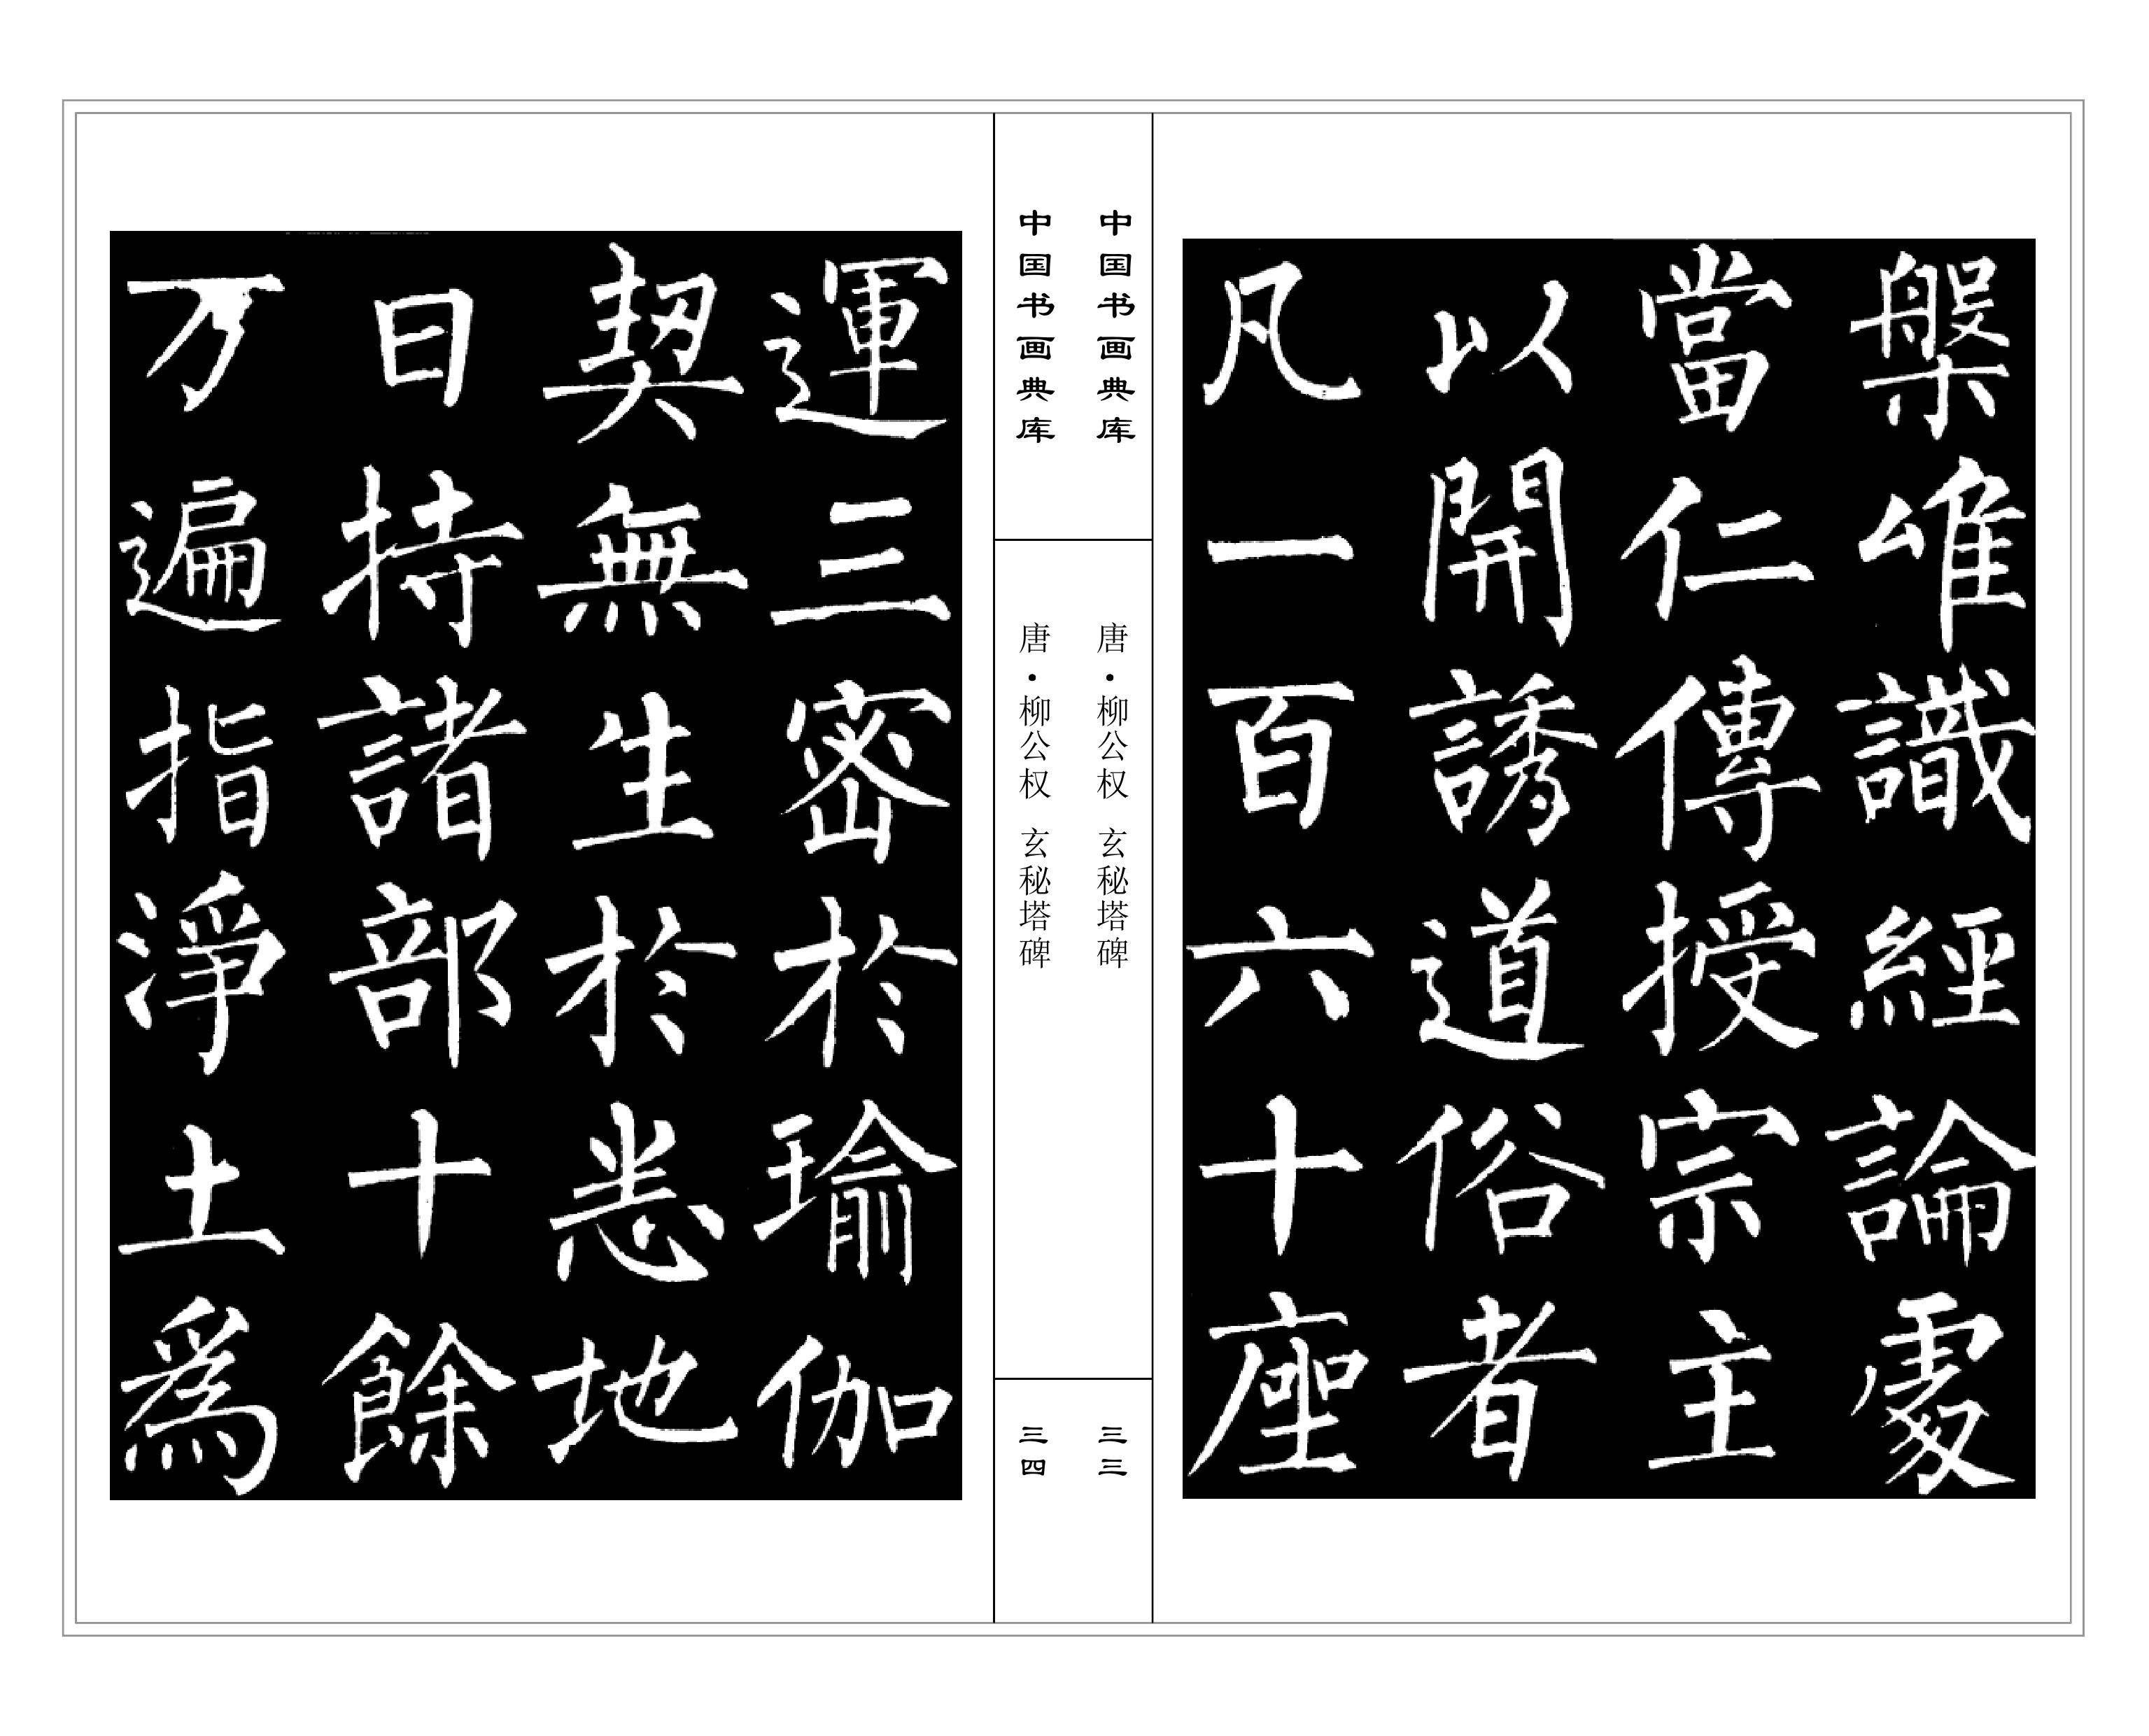 槃唯識經論處
當仁傳授宗主
以開誘道俗者
凡一百六十座
中国书画典库
唐·柳公权 玄秘塔碑
三三
中国书画典库
唐·柳公权 玄秘塔碑
三四
運三密於瑜伽
契無生於悉地
日持諸部十餘
万遍指淨土為